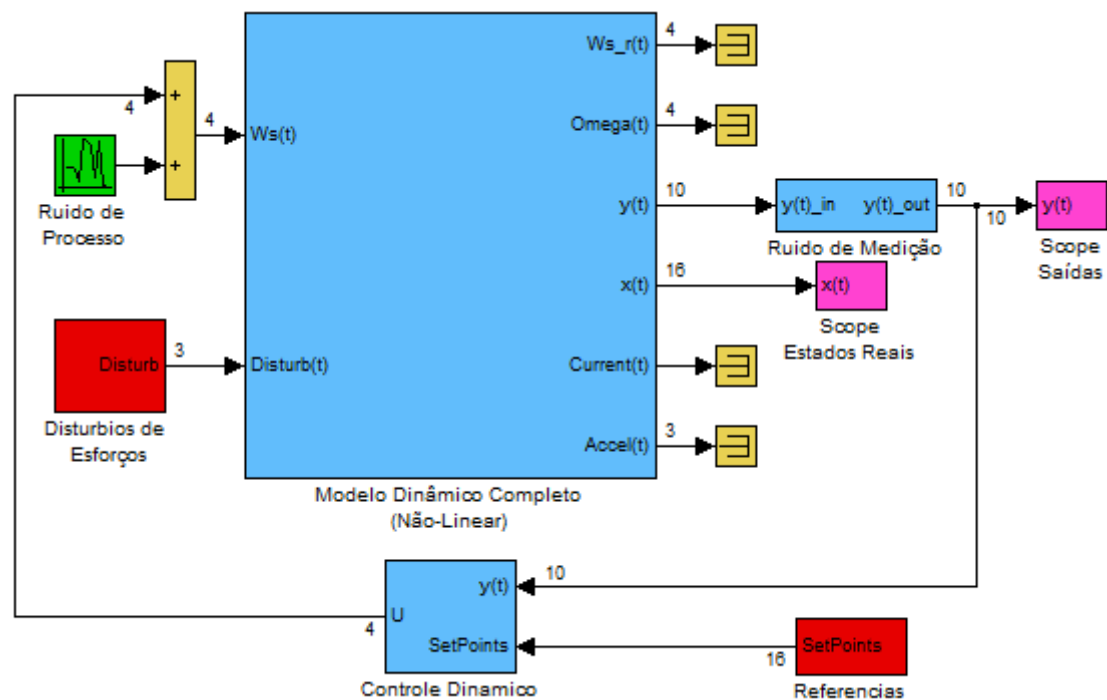 4
+
+
4
Ws(t)
Ruido de
Processo
Disturb
3
Disturb(t)
Disturbios de
Esforços
Ws_r(t)
4
Omega(t)
4
y(t)
10
x(t)
16
Current(t)
Accel(t)
3
Modelo Dinâmico Completo
(Não-Linear)
y(t)_in
y(t)_out
Ruido de Medição
10
10
y(t)
Scope
Saídas
x(t)
Scope
Estados Reais
y(t)
10
U
4
SetPoints
Controle Dinamico
16
SetPoints
Referencias